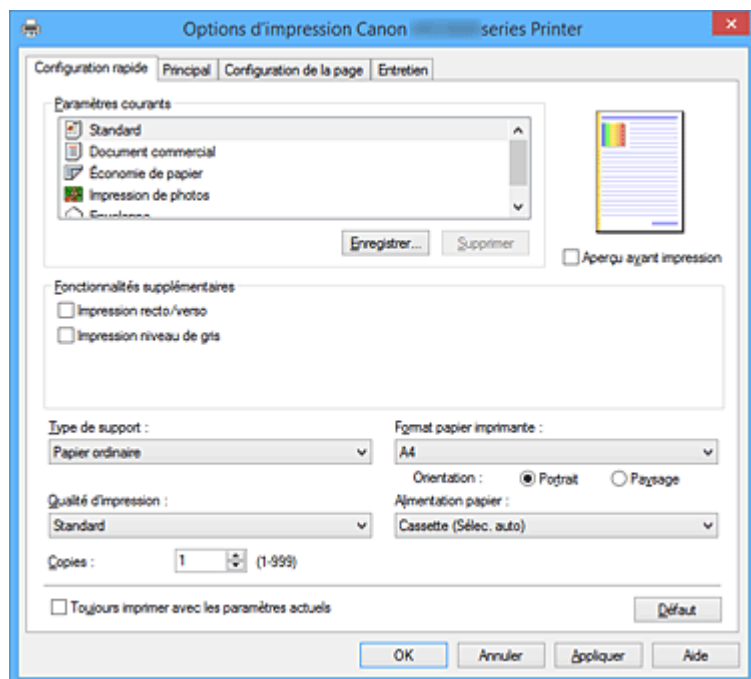 Options d'impression Canon series Printer
Configuration rapide Principal Configuration de la page Entretien
Paramètres courants
Standard
Document commercial
Économie de papier
Impression de photos
Enregistrer... Supprimer
Aperçu avant impression
Fonctionnalités supplémentaires
Impression recto/verso
Impression niveau de gris
Type de support :
Papier ordinaire
Format papier imprimante :
A4
Orientation : Portrait Paysage
Qualité d'impression :
Standard
Alimentation papier :
Cassette (Sélec. auto)
Copies : 1 (1-999)
Toujours imprimer avec les paramètres actuels
Défaut
OK Annuler Appliquer Aide